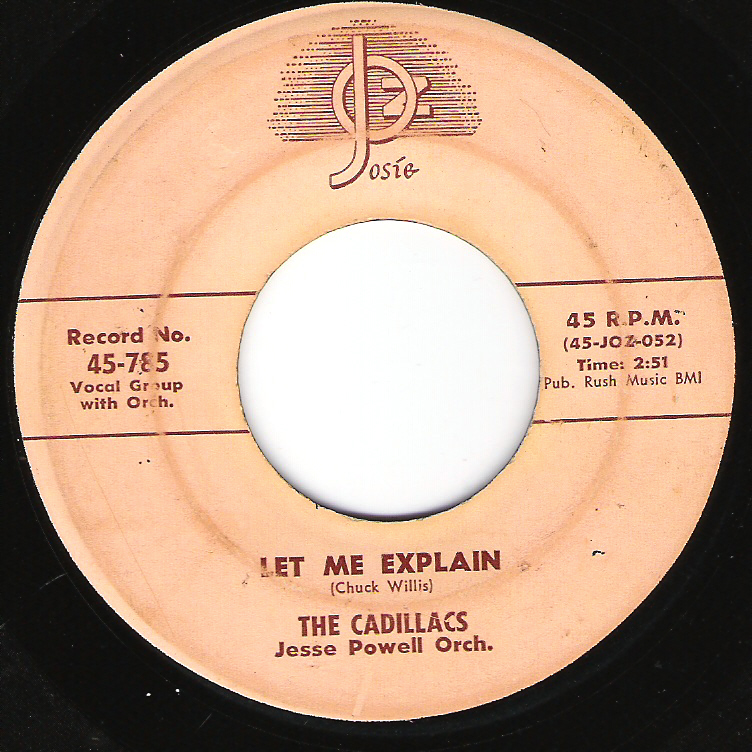 JOZ
Josie
Record No.
45-785
Vocal Group
with Orch.
45 R.P.M.
(45-JOZ-052)
Time: 2:51
Pub. Rush Music BMI
LET ME EXPLAIN
(Chuck Willis)
THE CADILLACS
Jesse Powell Orch.